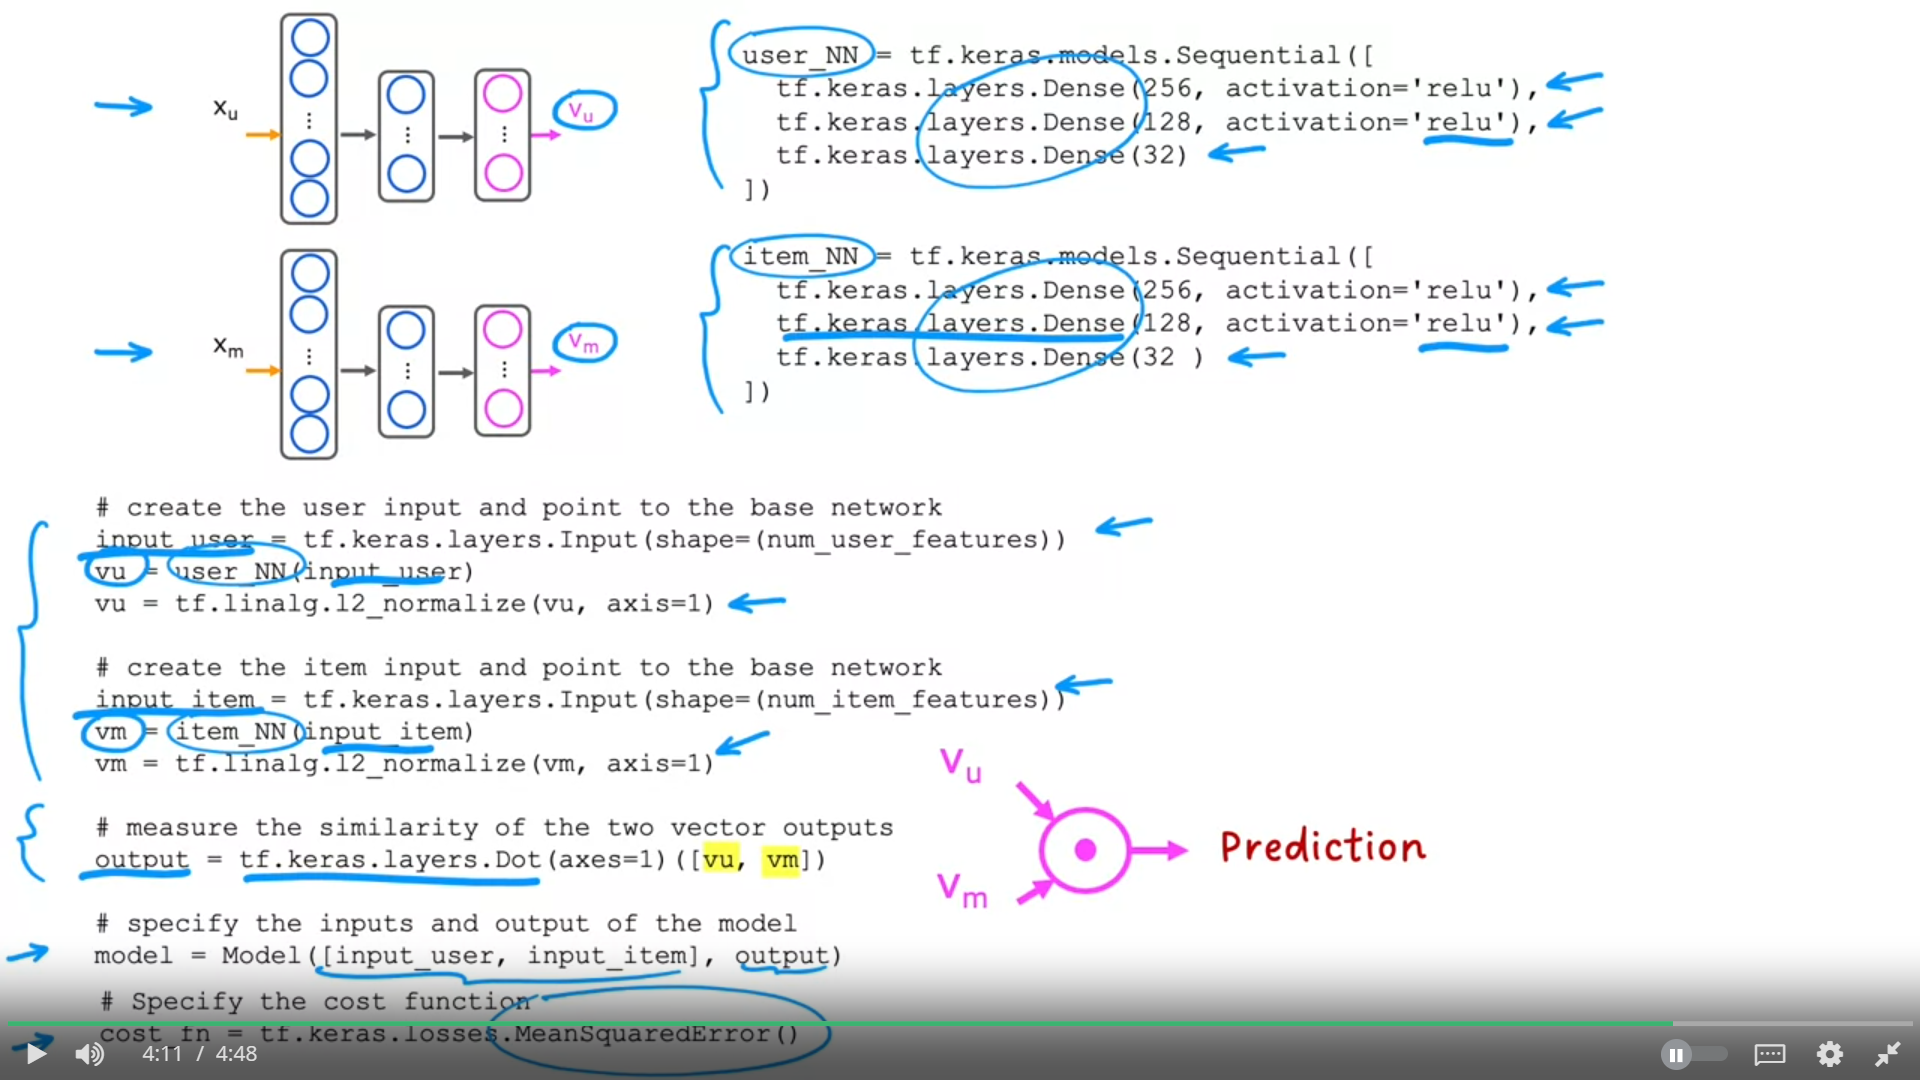 x_u
v_u
user_NN = tf.keras.models.Sequential([
tf.keras.layers.Dense(256, activation='relu'),
tf.keras.layers.Dense(128, activation='relu'),
tf.keras.layers.Dense(32)
])
x_m
v_m
item_NN = tf.keras.models.Sequential([
tf.keras.layers.Dense(256, activation='relu'),
tf.keras.layers.Dense(128, activation='relu'),
tf.keras.layers.Dense(32 )
])
# create the user input and point to the base network
input_user = tf.keras.layers.Input(shape=(num_user_features))
vu = user_NN(input_user)
vu = tf.linalg.l2_normalize(vu, axis=1)
# create the item input and point to the base network
input_item = tf.keras.layers.Input(shape=(num_item_features))
vm = item_NN(input_item)
vm = tf.linalg.l2_normalize(vm, axis=1)
# measure the similarity of the two vector outputs
output = tf.keras.layers.Dot(axes=1)([vu, vm])
V_u
V_m
Prediction
# specify the inputs and output of the model
model = Model([input_user, input_item], output)
# Specify the cost function
cost_fn = tf.keras.losses.MeanSquaredError()
4:11 / 4:48